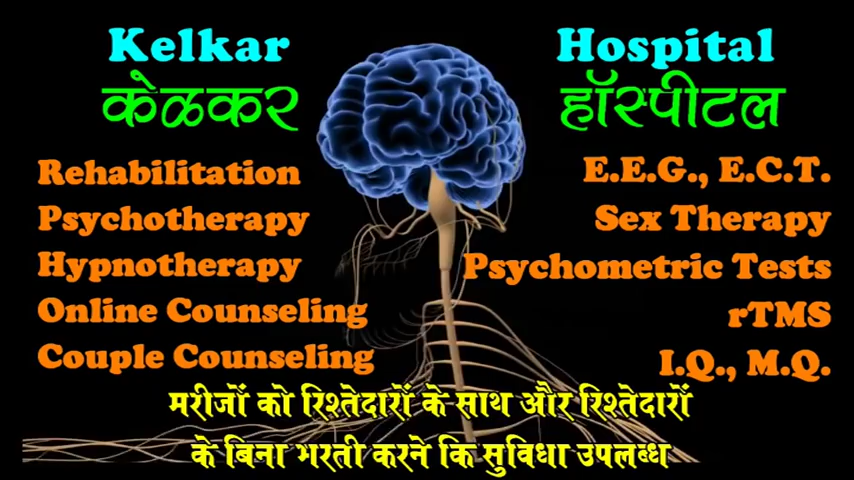 Kelkar Hospital
केळकर हॉस्पीटल
Rehabilitation
Psychotherapy
Hypnotherapy
Online Counseling
Couple Counseling
E.E.G., E.C.T.
Sex Therapy
Psychometric Tests
rTMS
I.Q., M.Q.
मरीजों को रिश्तेदारों के साथ और रिश्तेदारों
के बिना भरती करने कि सुविधा उपलब्ध